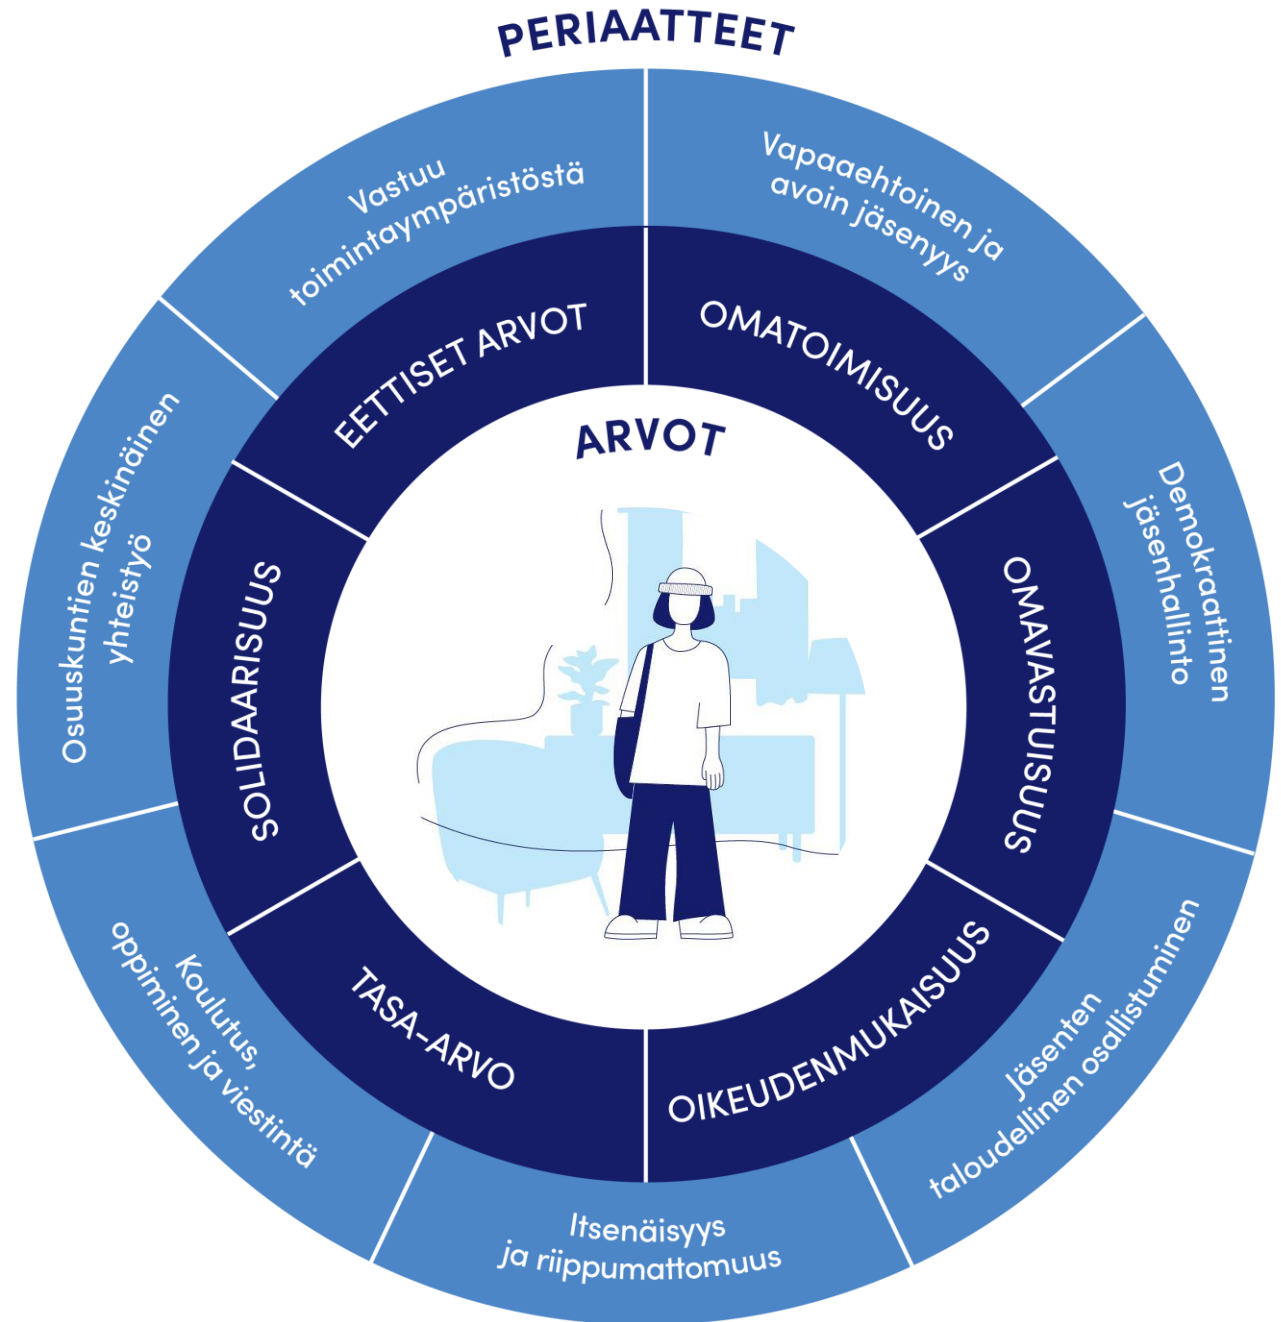 PERIAATTEET
Vapaaehtoinen ja
avoin jäsenyys
Demokraattinen
jäsenhallinto
Jäsenten
taloudellinen osallistuminen
Itsenäisyys
ja riippumattomuus
Koulutus,
oppiminen ja viestintä
Osuuskuntien keskinäinen
yhteistyö
Vastuu
toimintaympäristöstä
ARVOT
OMATOIMISUUS
OMAVASTUISUUS
OIKEUDENMUKAISUUS
TASA-ARVO
SOLIDAARISUUS
EETTISET ARVOT